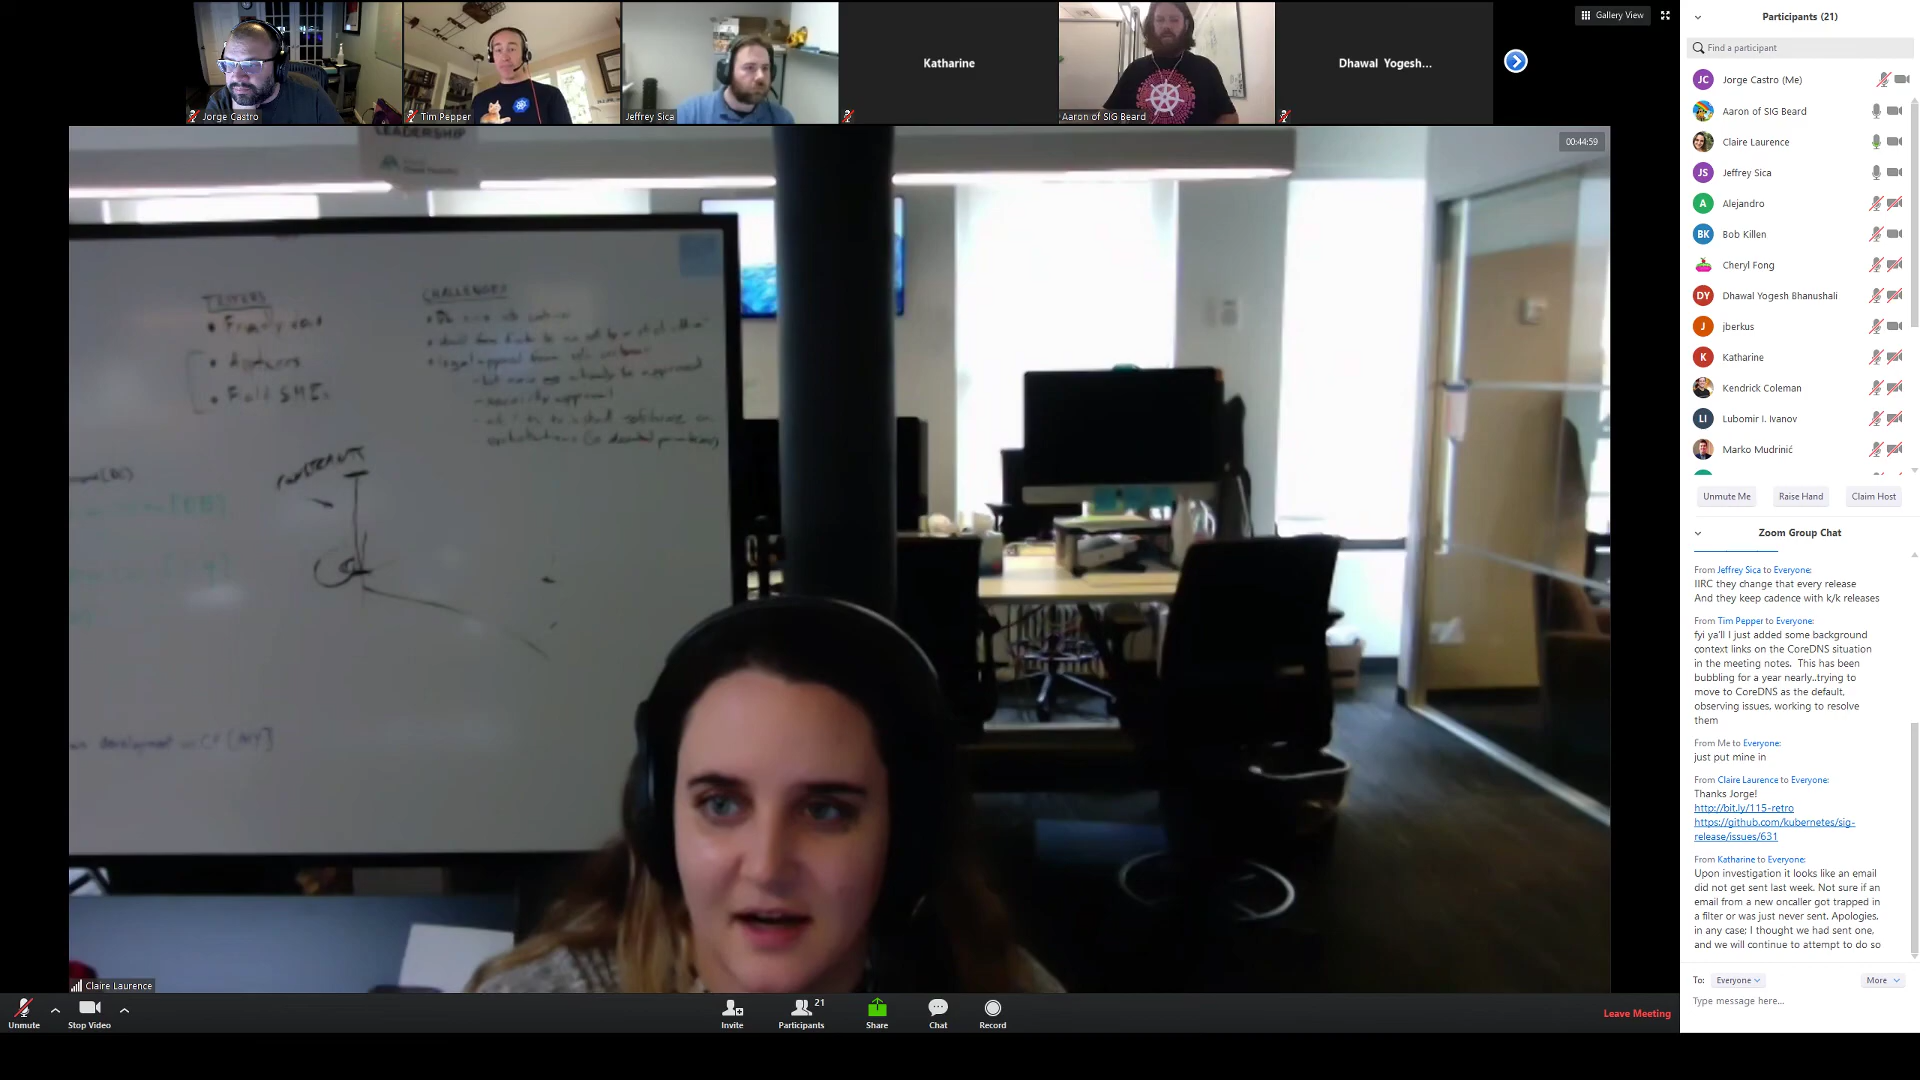 Jorge Castro
Tim Pepper
Jeffrey Sica
Katharine
Aaron of SIG Beard
Dhawal Yogesh...
Gallery View
00:44:59
LEADERSHIP
TESTERS
• Field SMEs
CHALLENGES
Claire Laurence
Unmute
Stop Video
Invite
21
Participants
Share
Chat
Record
Leave Meeting
Participants (21)
Find a participant
JC Jorge Castro (Me)
Aaron of SIG Beard
Claire Laurence
JS Jeffrey Sica
A Alejandro
BK Bob Killen
Cheryl Fong
DY Dhawal Yogesh Bhanushali
J jberkus
K Katharine
Kendrick Coleman
LI Lubomir I. Ivanov
Marko Mudrinić
Unmute Me
Raise Hand
Claim Host
Zoom Group Chat
From Jeffrey Sica to Everyone:
IIRC they change that every release
And they keep cadence with k/k releases
From Tim Pepper to Everyone:
fyi ya'll I just added some background
context links on the CoreDNS situation
in the meeting notes. This has been
bubbling for a year nearly..trying to
move to CoreDNS as the default,
observing issues, working to resolve
them
From Me to Everyone:
just put mine in
From Claire Laurence to Everyone:
Thanks Jorge!
http://bit.ly/115-retro
https://github.com/kubernetes/sig-
release/issues/631
From Katharine to Everyone:
Upon investigation it looks like an email
did not get sent last week. Not sure if an
email from a new oncaller got trapped in
a filter or was just never sent. Apologies,
in any case; I thought we had sent one,
and we will continue to attempt to do so
To: Everyone
More
Type message here...